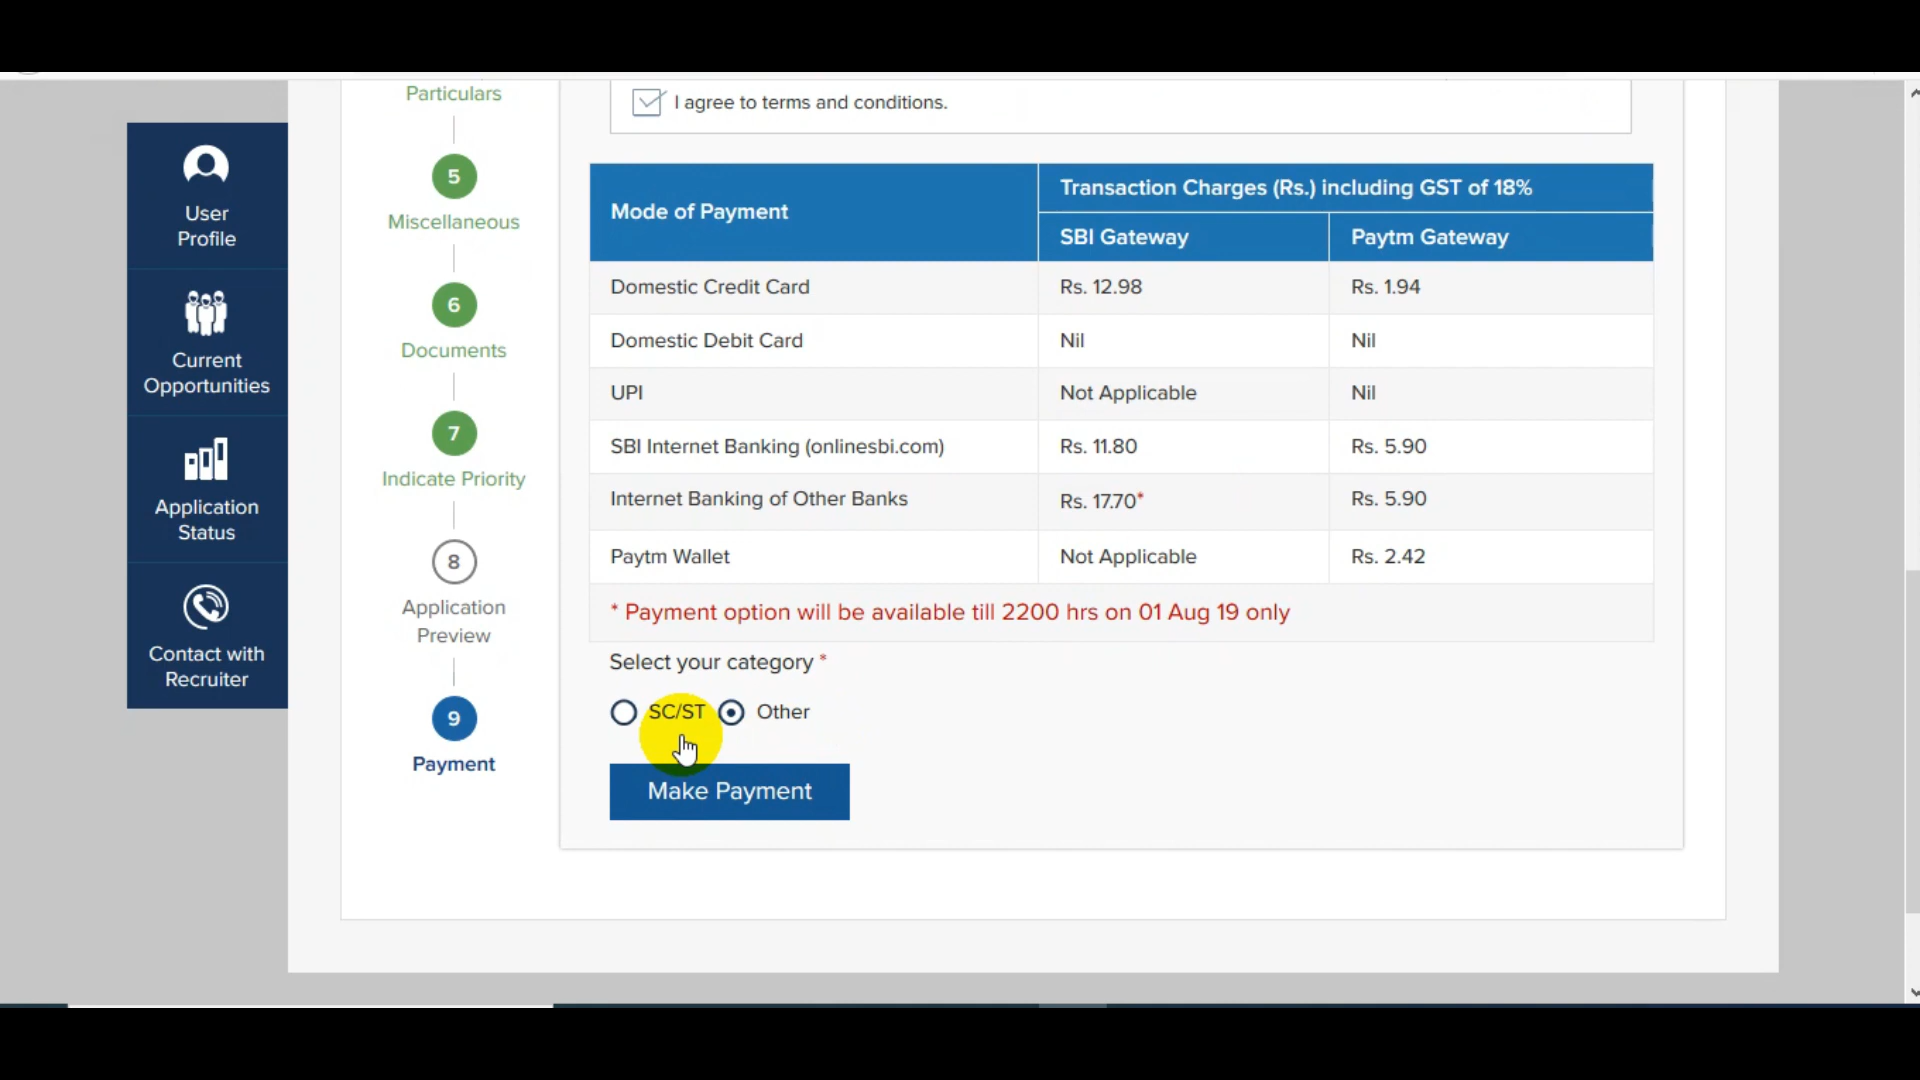 User
Profile
Current
Opportunities
Application
Status
Contact with
Recruiter
Particulars
5
Miscellaneous
6
Documents
7
Indicate Priority
8
Application
Preview
9
Payment
I agree to terms and conditions.
Mode of Payment
Transaction Charges (Rs.) including GST of 18%
SBI Gateway
Paytm Gateway
Domestic Credit Card Rs. 12.98 Rs. 1.94
Domestic Debit Card Nil Nil
UPI Not Applicable Nil
SBI Internet Banking (onlinesbi.com) Rs. 11.80 Rs. 5.90
Internet Banking of Other Banks Rs. 17.70* Rs. 5.90
Paytm Wallet Not Applicable Rs. 2.42
* Payment option will be available till 2200 hrs on 01 Aug 19 only
Select your category *
SC/ST Other
Make Payment